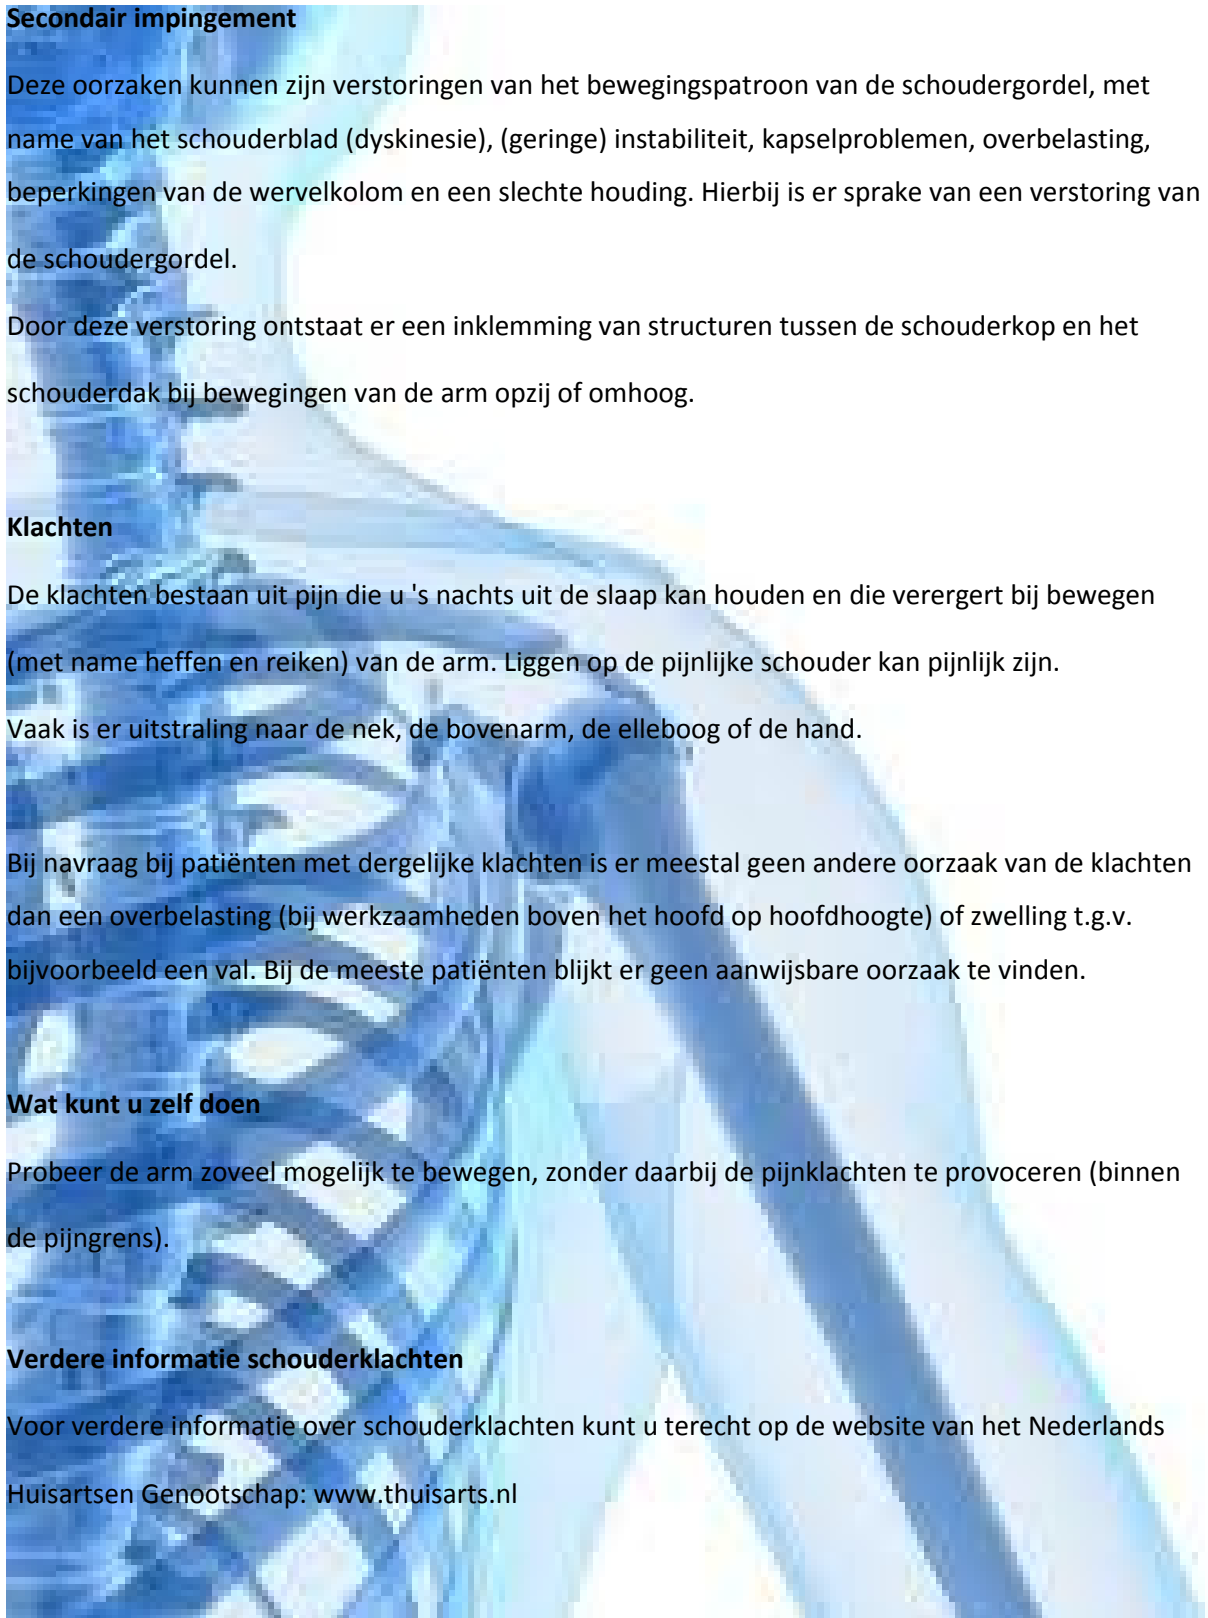 Secondair impingement
Deze oorzaken kunnen zijn verstoringen van het bewegingspatroon van de schoudergordel, met
name van het schouderblad (dyskinesie), (geringe) instabiliteit, kapselproblemen, overbelasting,
beperkingen van de wervelkolom en een slechte houding. Hierbij is er sprake van een verstoring van
de schoudergordel.
Door deze verstoring ontstaat er een inklemming van structuren tussen de schouderkop en het
schouderdak bij bewegingen van de arm opzij of omhoog.
Klachten
De klachten bestaan uit pijn die u 's nachts uit de slaap kan houden en die verergert bij bewegen
(met name heffen en reiken) van de arm. Liggen op de pijnlijke schouder kan pijnlijk zijn.
Vaak is er uitstraling naar de nek, de bovenarm, de elleboog of de hand.
Bij navraag bij patiënten met dergelijke klachten is er meestal geen andere oorzaak van de klachten
dan een overbelasting (bij werkzaamheden boven het hoofd op hoofdhoogte) of zwelling t.g.v.
bijvoorbeeld een val. Bij de meeste patiënten blijkt er geen aanwijsbare oorzaak te vinden.
Wat kunt u zelf doen
Probeer de arm zoveel mogelijk te bewegen, zonder daarbij de pijnklachten te provoceren (binnen
de pijngrens).
Verdere informatie schouderklachten
Voor verdere informatie over schouderklachten kunt u terecht op de website van het Nederlands
Huisartsen Genootschap: www.thuisarts.nl